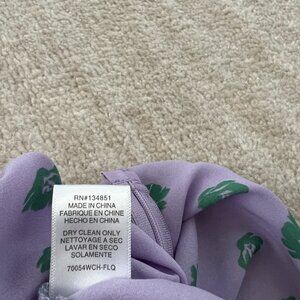 RN#134851
MADE IN CHINA
FABRIQUE EN CHINE
HECHO EN CHINA
DRY CLEAN ONLY
NETTOYAGE A SEC
LAVAR EN SECO
SOLAMENTE
70054WCH-FLQ